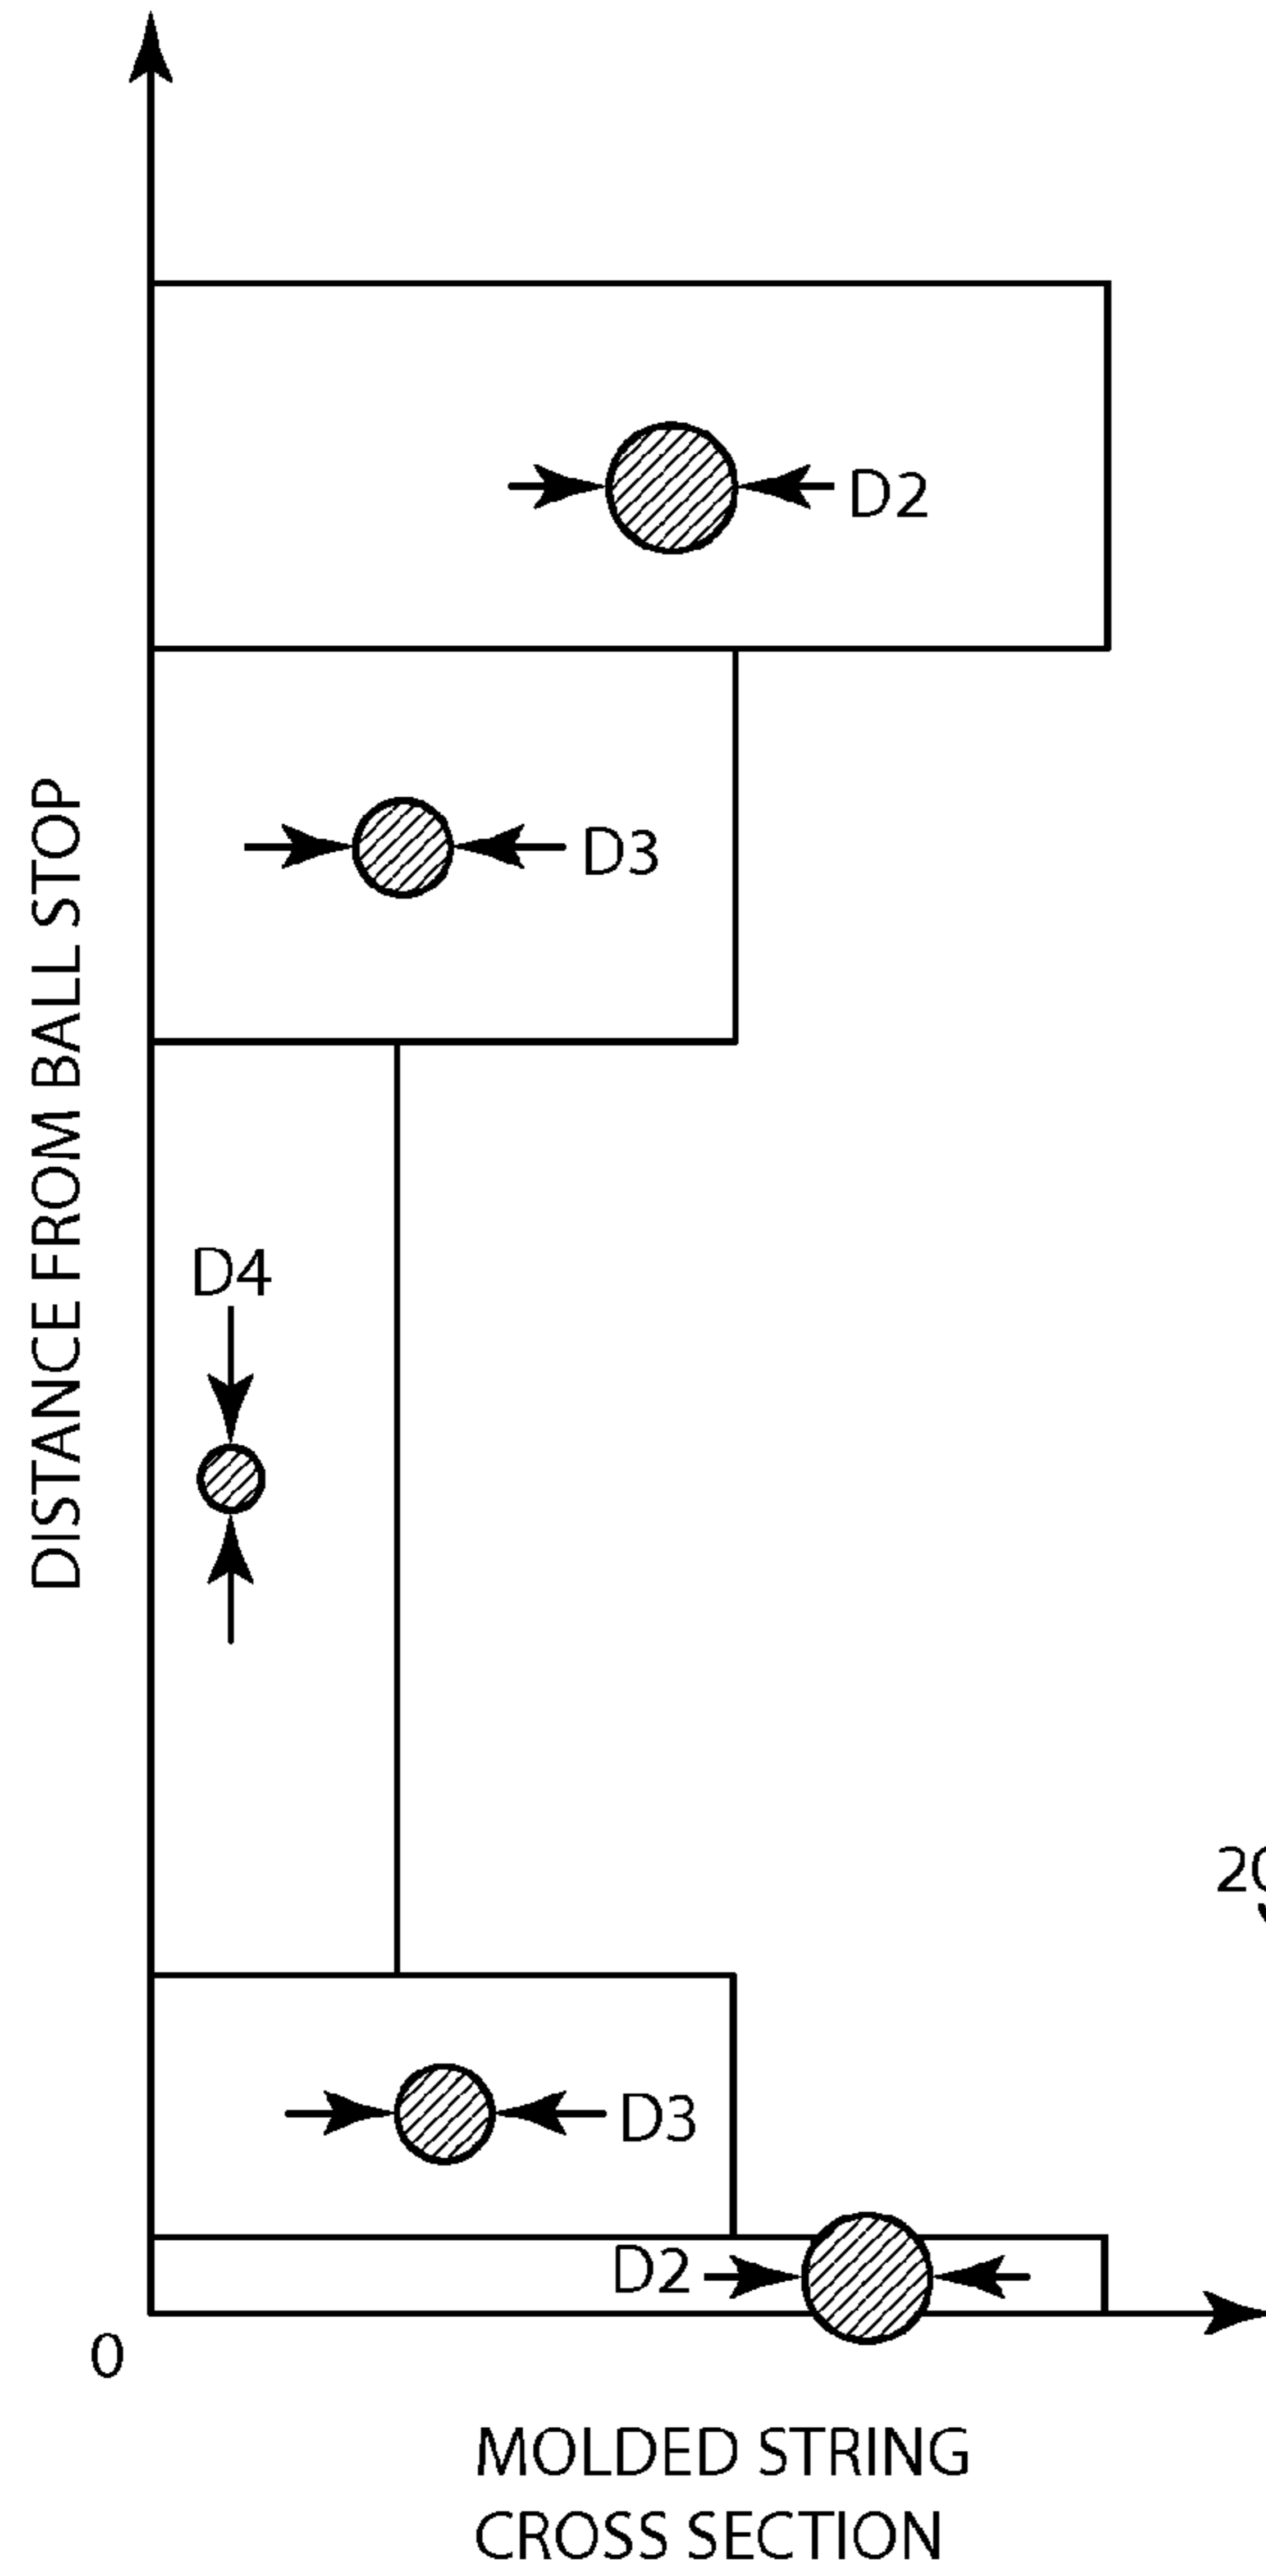 D2
D3
DISTANCE FROM BALL STOP
D4
D3
D2
0
MOLDED STRING
CROSS SECTION